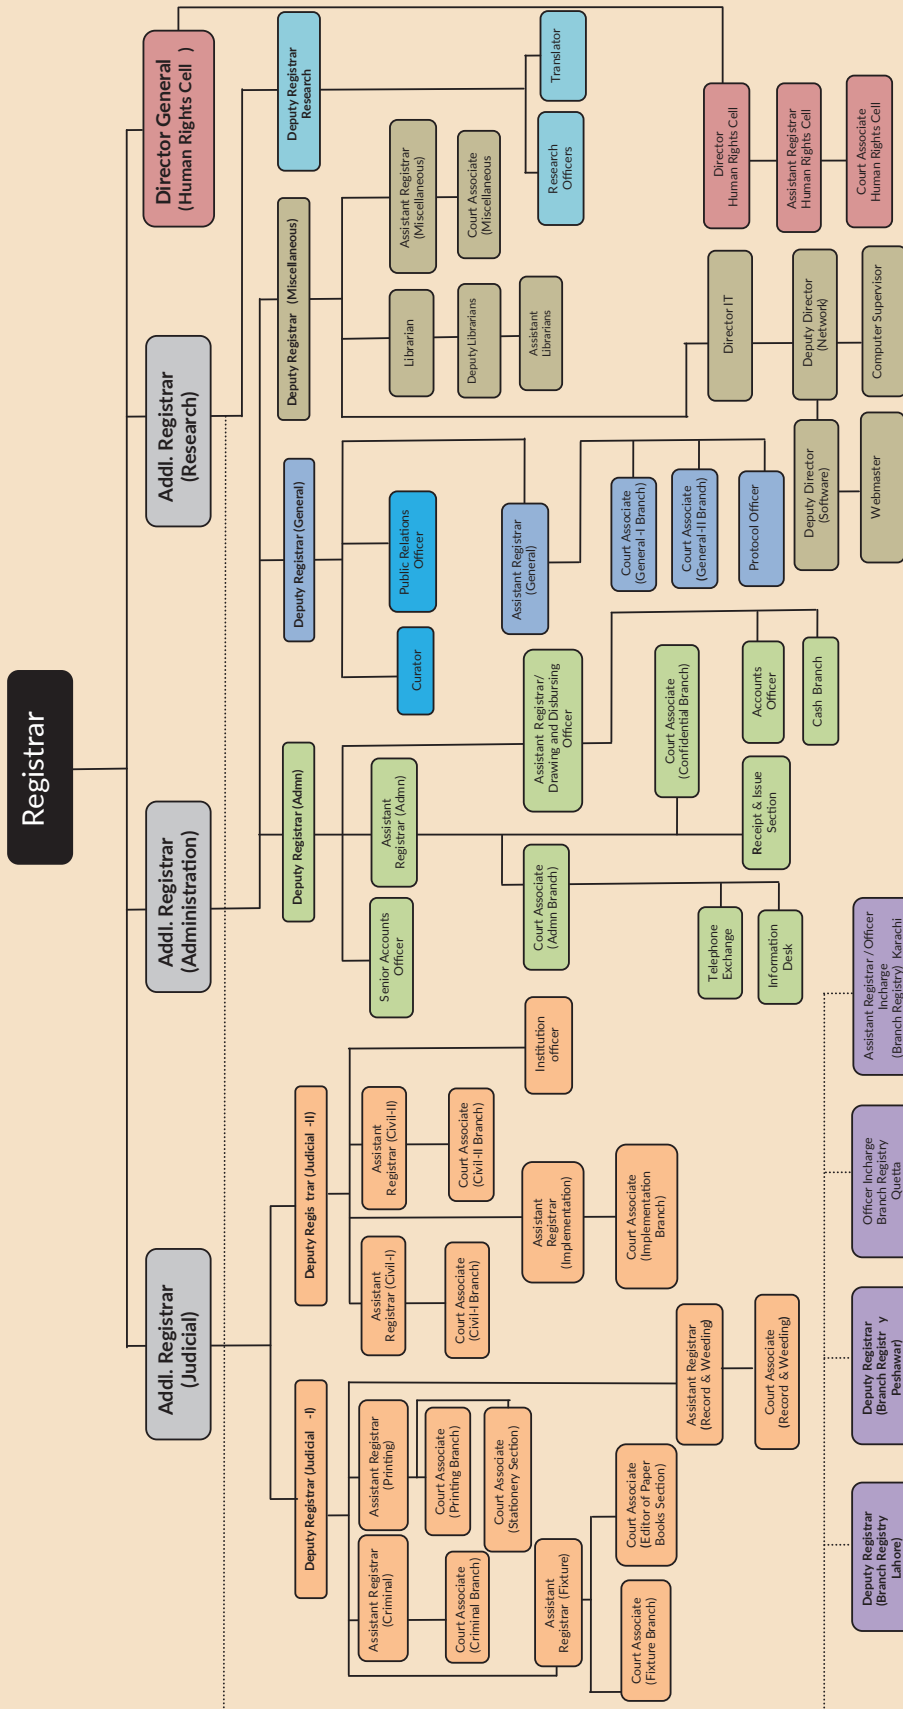 Registrar
Addl. Registrar
(Judicial)
Addl. Registrar
(Administration)
Addl. Registrar
(Research)
Director General
(Human Rights Cell )
Deputy Registrar (Judicial -I)
Deputy Regis trar (Judicial -II)
Deputy Registrar (Admn)
Deputy Registrar (General)
Deputy Registrar (Miscellaneous)
Deputy Registrar
Research
Assistant Registrar
(Criminal)
Court Associate
(Criminal Branch)
Assistant Registrar
(Printing)
Court Associate
(Printing Branch)
Court Associate
(Stationery Section)
Assistant
Registrar (Fixture)
Court Associate
(Fixture Branch)
Court Associate
(Editor of Paper
Books Section)
Assistant Registrar
(Record & Weeding)
Court Associate
(Record & Weeding)
Assistant
Registrar (Civil-I)
Court Associate
(Civil-I Branch)
Assistant
Registrar (Civil-II)
Court Associate
(Civil-II Branch)
Assistant
Registrar
(Implementation)
Court Associate
(Implementation
Branch)
Institution
officer
Senior Accounts
Officer
Assistant
Registrar (Admn)
Court Associate
(Admn Branch)
Telephone
Exchange
Information
Desk
Assistant Registrar/
Drawing and Disbursing
Officer
Court Associate
(Confidential Branch)
Receipt & Issue
Section
Accounts
Officer
Cash Branch
Curator
Public Relations
Officer
Assistant Registrar
(General)
Court Associate
(General -I Branch)
Court Associate
(General-II Branch)
Protocol Officer
Librarian
Deputy Librarians
Assistant
Librarians
Assistant Registrar
(Miscellaneous)
Court Associate
(Miscellaneous
Director IT
Deputy Director
(Software)
Webmaster
Deputy Director
(Network)
Computer Supervisor
Research
Officers
Translator
Director
Human Rights Cell
Assistant Registrar
Human Rights Cell
Court Associate
Human Rights Cell
Deputy Registrar
(Branch Registry
Lahore)
Deputy Registrar
(Branch Registr y
Peshawar)
Officer Incharge
Branch Registry
Quetta
Assistant Registrar / Officer
Incharge
(Branch Registry) Karachi